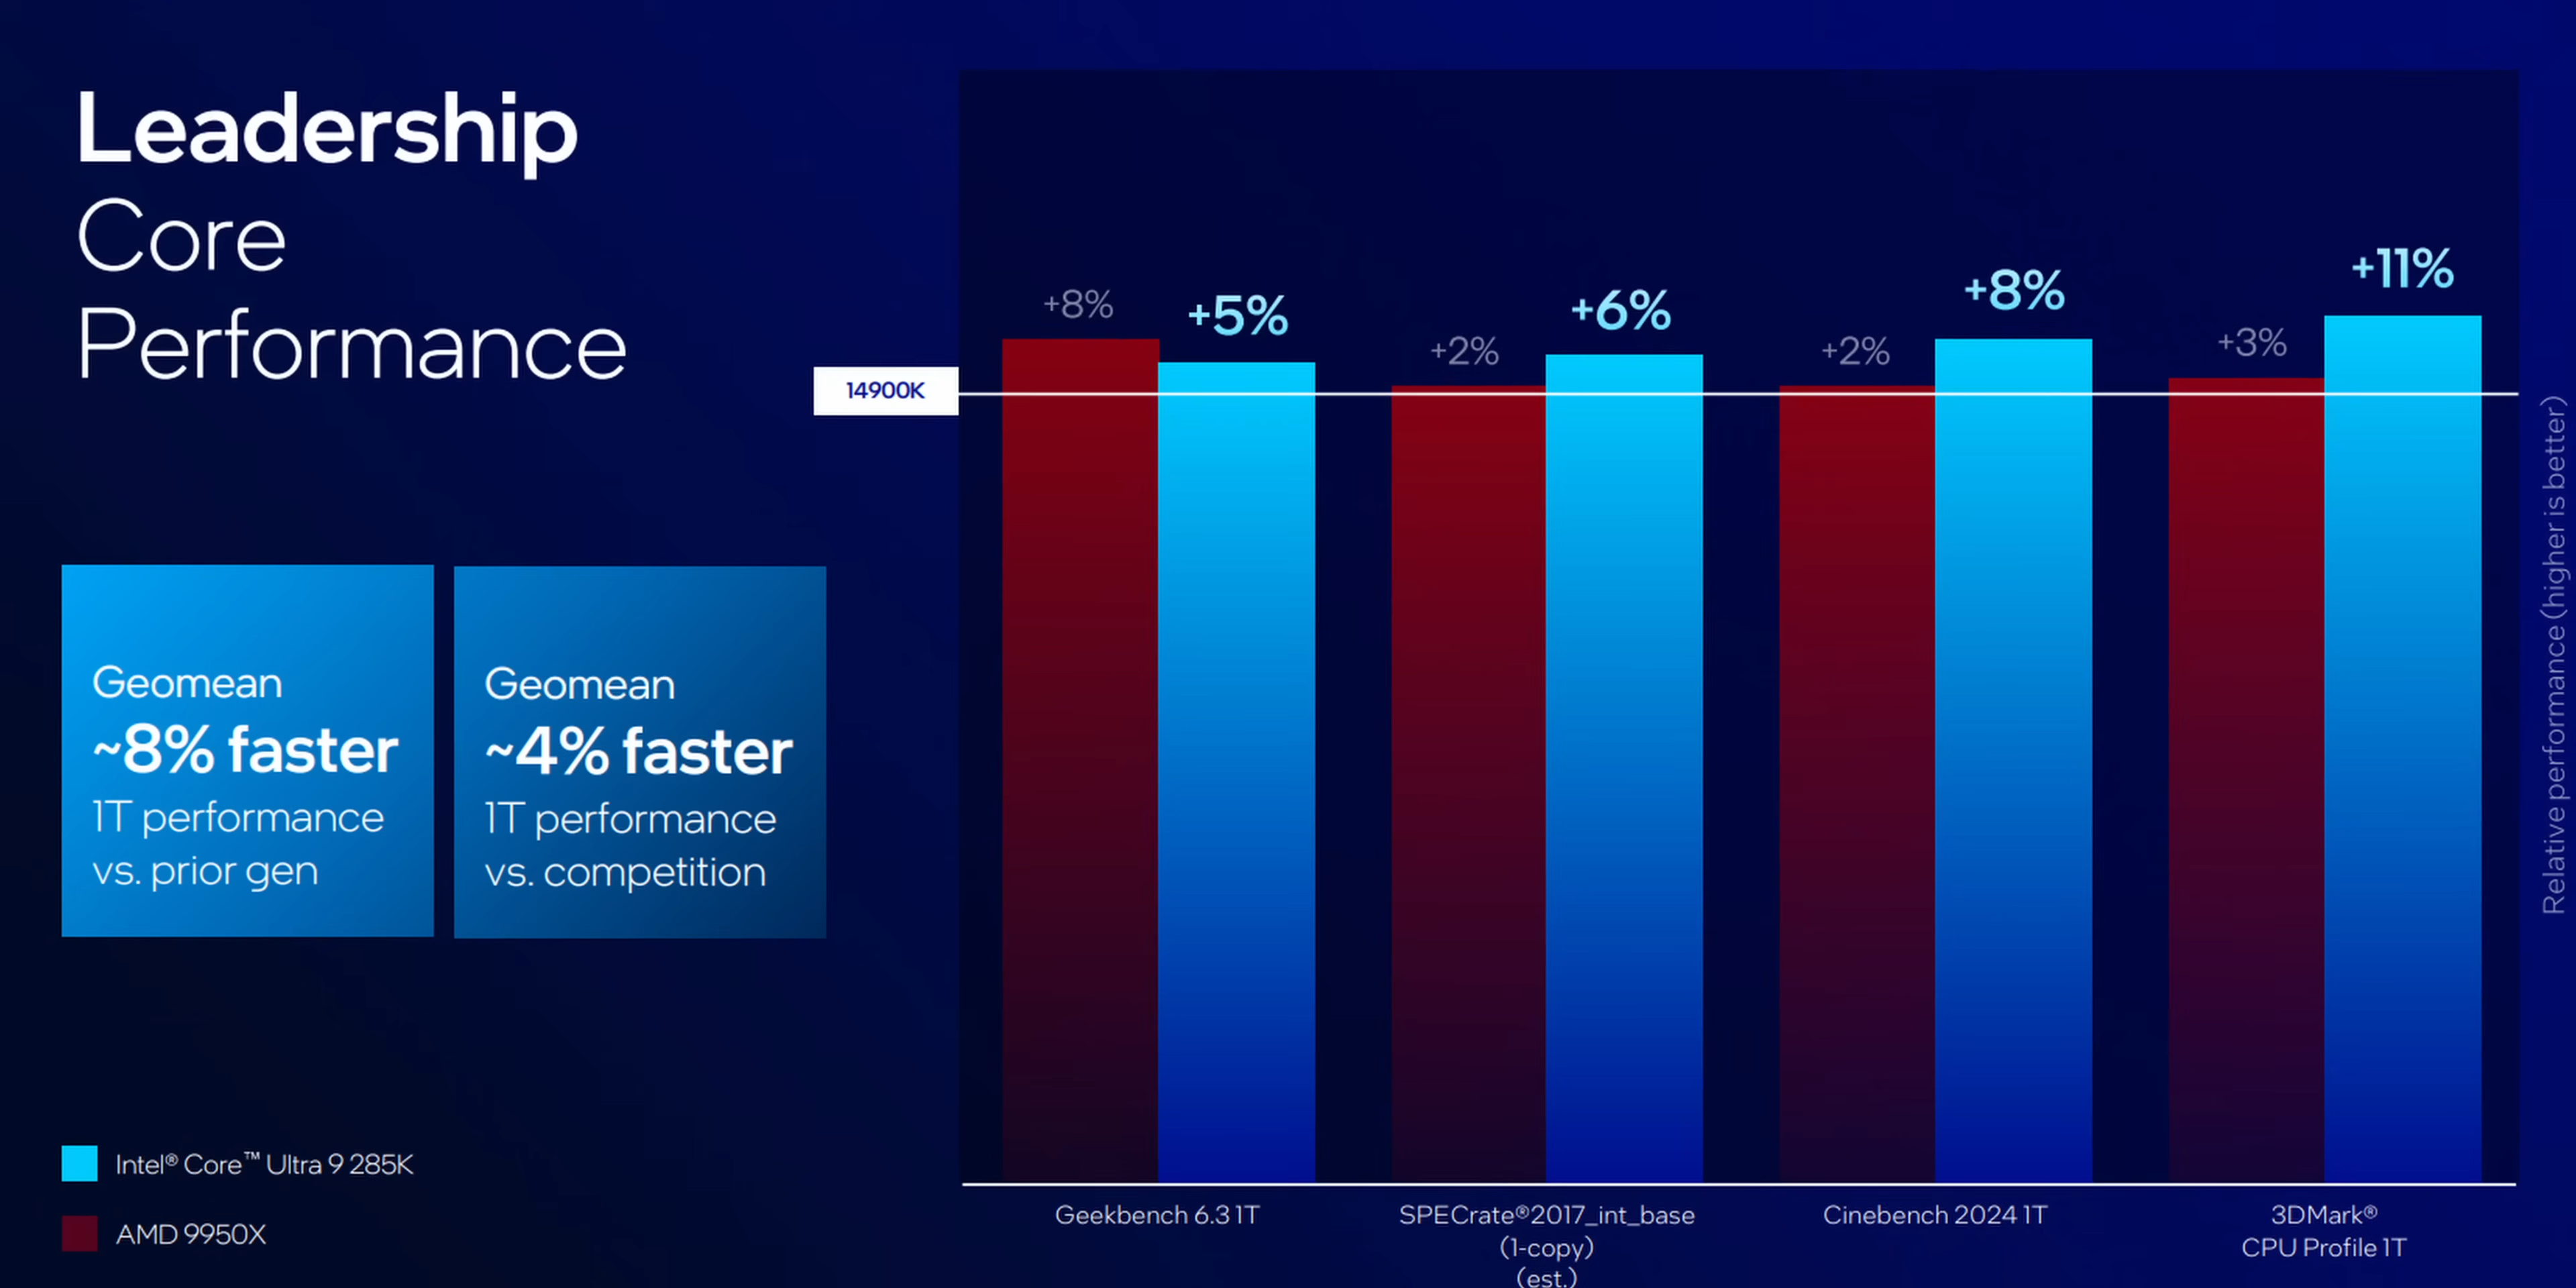 Leadership
Core
Performance
Geomean
~8% faster
1T performance
vs. prior gen
Geomean
~4% faster
1T performance
vs. competition
Intel® Core™ Ultra 9 285K
AMD 9950X
14900K
+8%
+5%
+2%
+6%
+2%
+8%
+3%
+11%
Geekbench 6.3 1T
SPECrate®2017_int_base
(1-copy)
(est.)
Cinebench 2024 1T
3DMark®
CPU Profile 1T
Relative performance (higher is better)